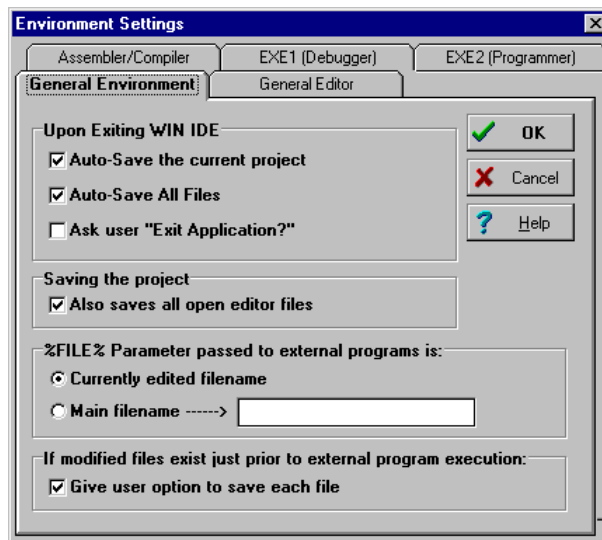 Environment Settings
Assembler/Compiler
EXE1 (Debugger)
EXE2 (Programmer)
General Environment
General Editor
Upon Exiting WIN IDE
Auto-Save the current project
Auto-Save All Files
Ask user "Exit Application?"
OK
Cancel
Help
Saving the project
Also saves all open editor files
%FILE% Parameter passed to external programs is:
Currently edited filename
Main filename ------>
If modified files exist just prior to external program execution:
Give user option to save each file